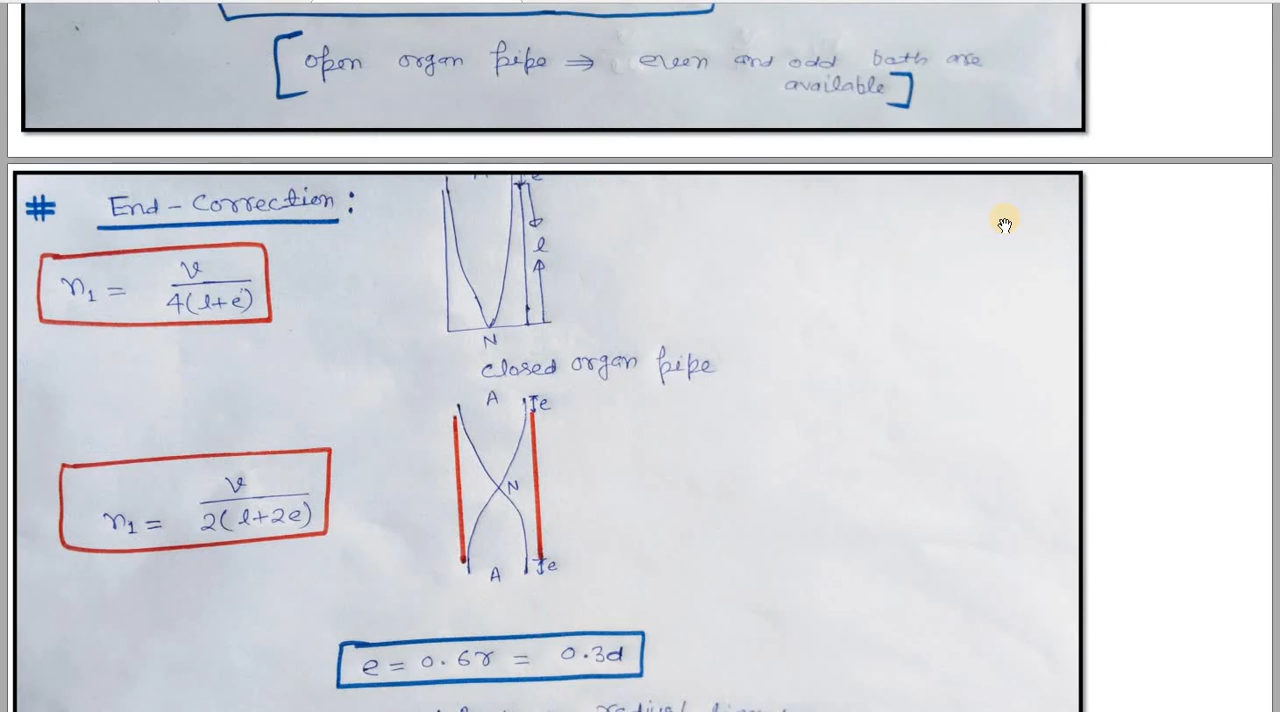 [open organ pipe ⇒ even and odd both are
available]
# End-Correction:
e
n₁ = v / 4(l+e)
l
N
closed organ pipe
A e
N
n₁ = v / 2(l+2e)
A e
e = 0.6r = 0.3d